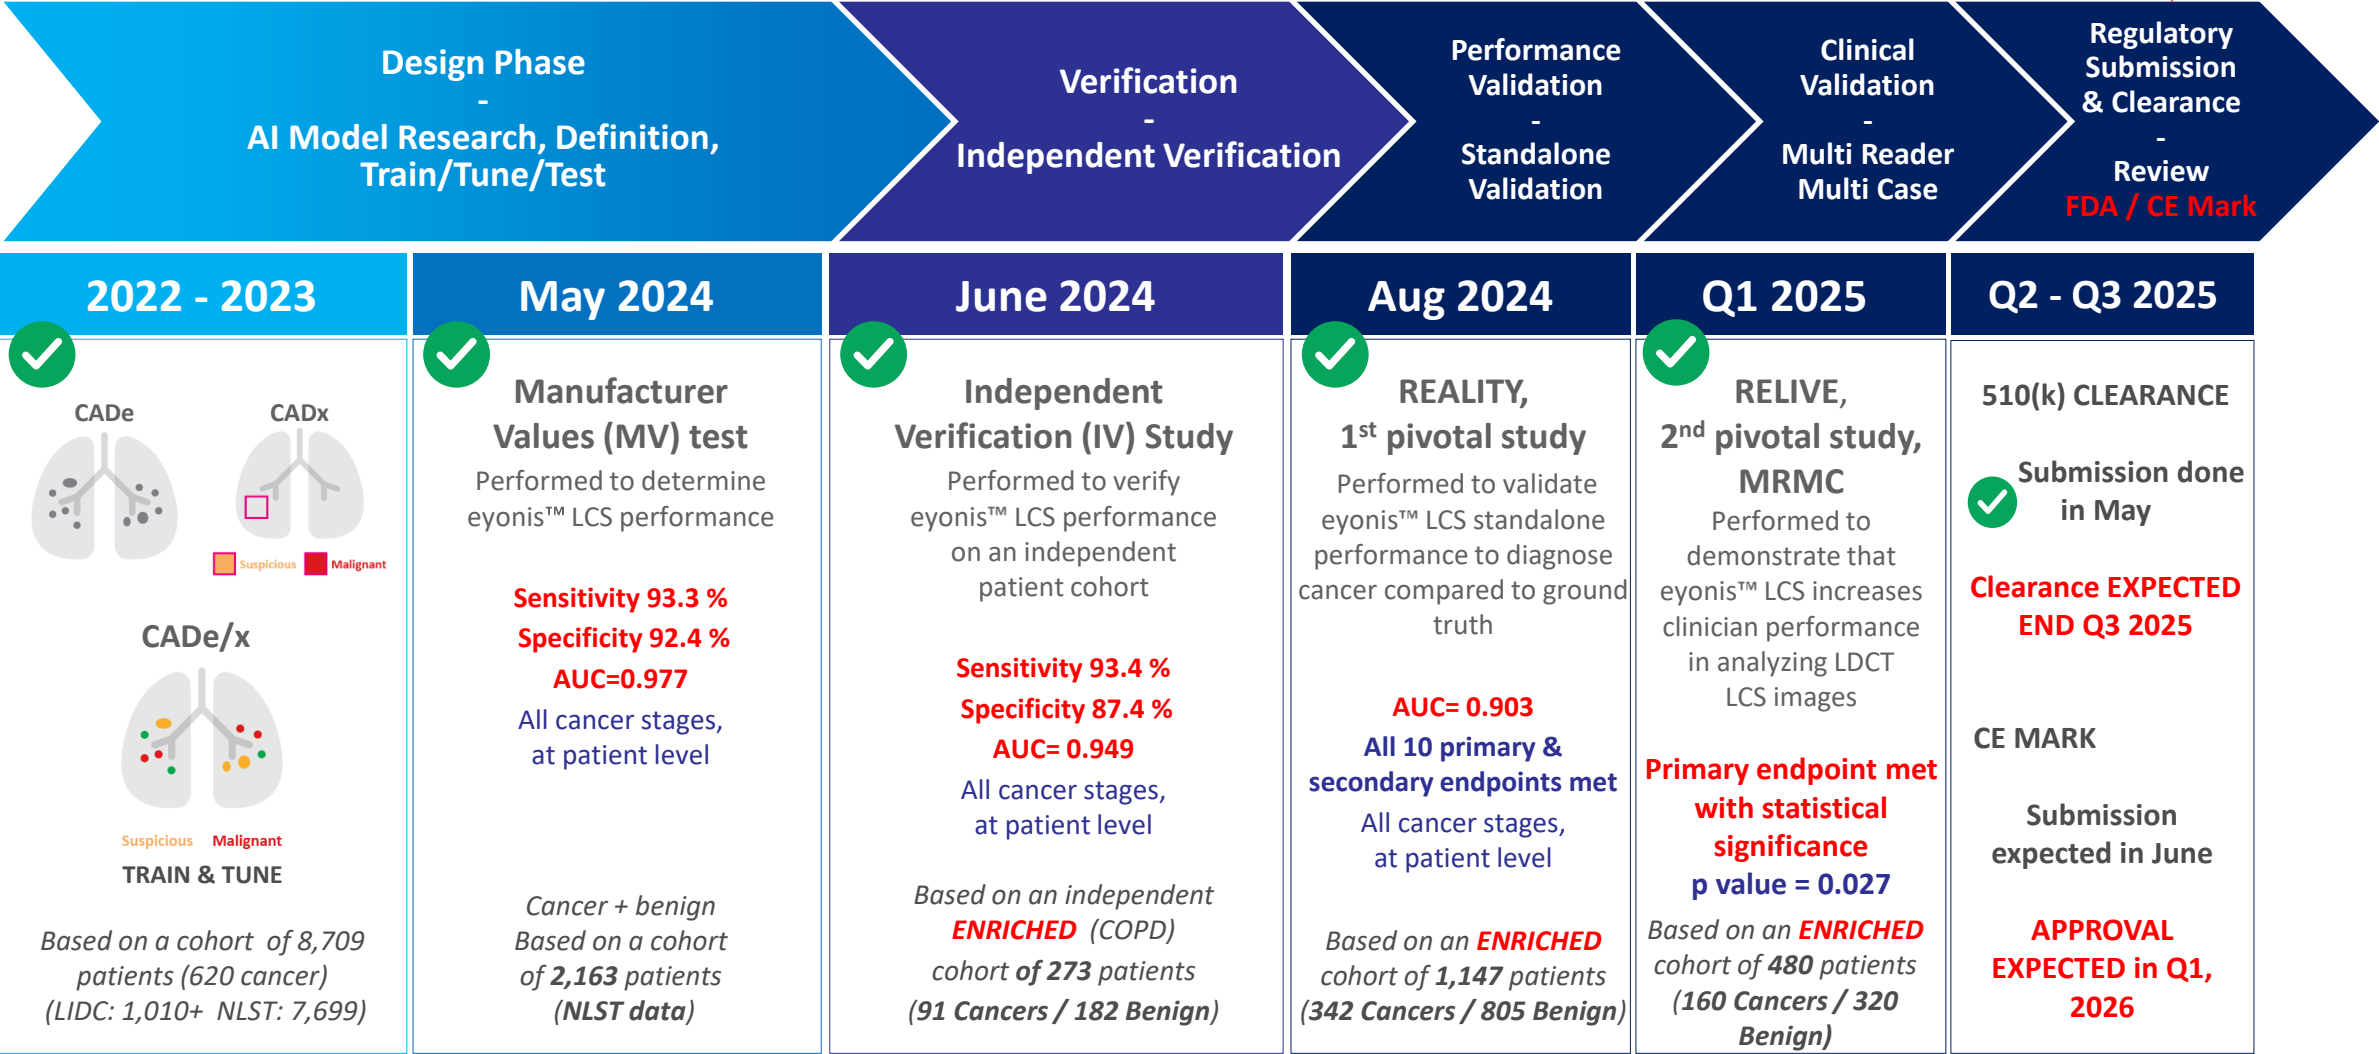 Design Phase
-
AI Model Research, Definition,
Train/Tune/Test
Verification
-
Independent Verification
Performance
Validation
-
Standalone
Validation
Clinical
Validation
-
Multi Reader
Multi Case
Regulatory
Submission
& Clearance
-
Review
FDA / CE Mark
2022 - 2023
May 2024
June 2024
Aug 2024
Q1 2025
Q2 - Q3 2025
CADe
CADx
Suspicious
Malignant
CADe/x
Suspicious
Malignant
TRAIN & TUNE
Based on a cohort of 8,709
patients (620 cancer)
(LIDC: 1,010+ NLST: 7,699)
Manufacturer
Values (MV) test
Performed to determine
eyonis™ LCS performance
Sensitivity 93.3 %
Specificity 92.4 %
AUC=0.977
All cancer stages,
at patient level
Cancer + benign
Based on a cohort
of 2,163 patients
(NLST data)
Independent
Verification (IV) Study
Performed to verify
eyonis™ LCS performance
on an independent
patient cohort
Sensitivity 93.4 %
Specificity 87.4 %
AUC= 0.949
All cancer stages,
at patient level
Based on an independent
ENRICHED (COPD)
cohort of 273 patients
(91 Cancers / 182 Benign)
REALITY,
1st pivotal study
Performed to validate
eyonis™ LCS standalone
performance to diagnose
cancer compared to ground
truth
AUC= 0.903
All 10 primary &
secondary endpoints met
All cancer stages,
at patient level
Based on an ENRICHED
cohort of 1,147 patients
(342 Cancers / 805 Benign)
RELIVE,
2nd pivotal study,
MRMC
Performed to
demonstrate that
eyonis™ LCS increases
clinician performance
in analyzing LDCT
LCS images
Primary endpoint met
with statistical
significance
p value = 0.027
Based on an ENRICHED
cohort of 480 patients
(160 Cancers / 320
Benign)
510(k) CLEARANCE
Submission done
in May
Clearance EXPECTED
END Q3 2025
CE MARK
Submission
expected in June
APPROVAL
EXPECTED in Q1,
2026